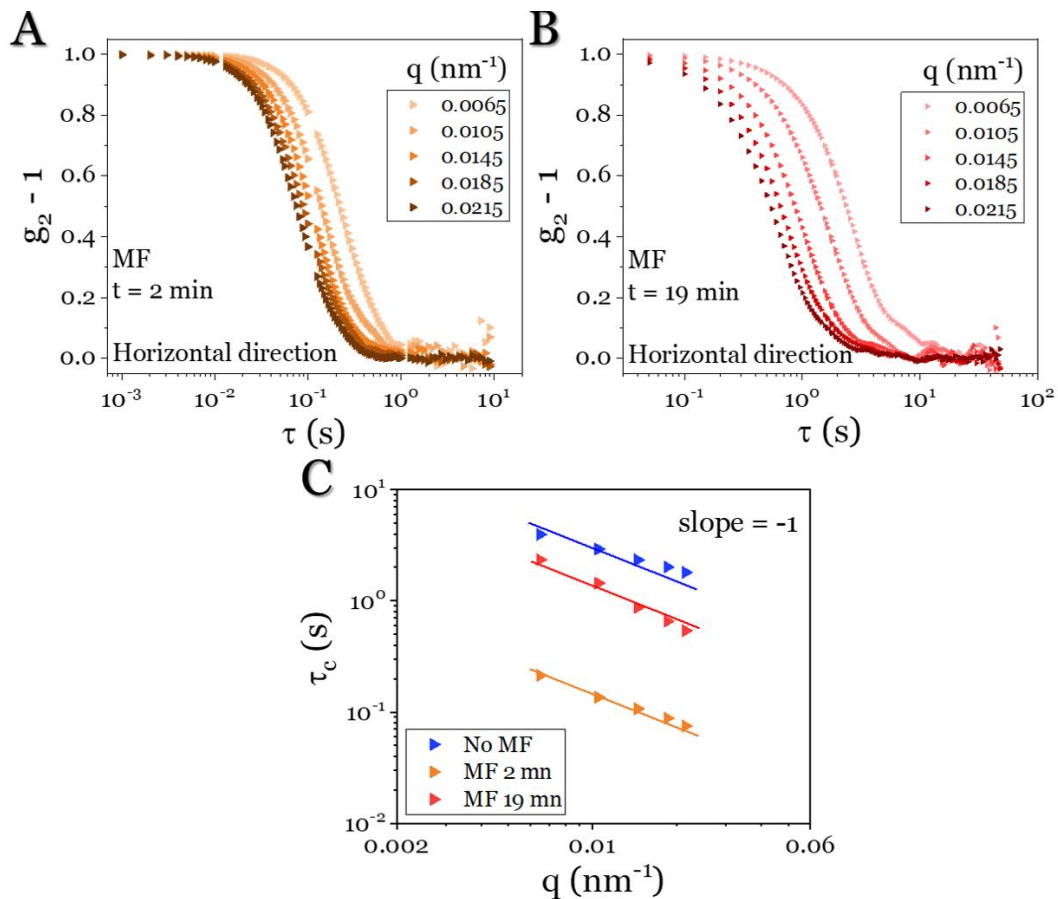 A
g₂ - 1
1.0
0.8
0.6
0.4
0.2
0.0
q (nm⁻¹)
0.0065
0.0105
0.0145
0.0185
0.0215
MF
t = 2 min
Horizontal direction
10⁻³ 10⁻² 10⁻¹ 10⁰ 10¹
τ (s)
B
g₂ - 1
1.0
0.8
0.6
0.4
0.2
0.0
q (nm⁻¹)
0.0065
0.0105
0.0145
0.0185
0.0215
MF
t = 19 min
Horizontal direction
10⁻¹ 10⁰ 10¹ 10²
τ (s)
C
τc (s)
10¹
10⁰
10⁻¹
10⁻²
slope = -1
No MF
MF 2 mn
MF 19 mn
0.002 0.01 0.06
q (nm⁻¹)